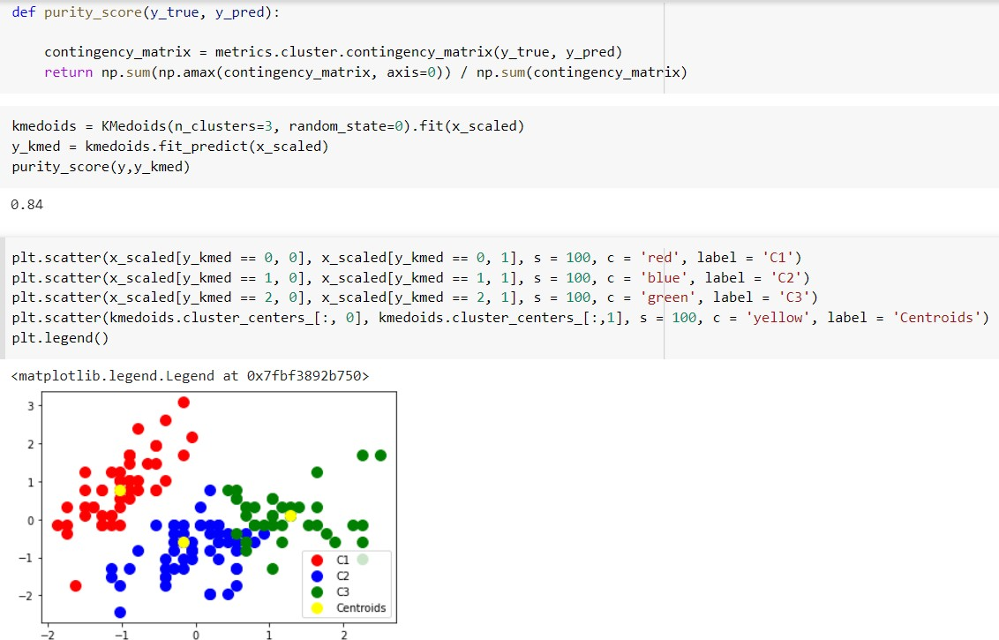 def purity_score(y_true, y_pred):
contingency_matrix = metrics.cluster.contingency_matrix(y_true, y_pred)
return np.sum(np.amax(contingency_matrix, axis=0)) / np.sum(contingency_matrix)
kmedoids = KMedoids(n_clusters=3, random_state=0).fit(x_scaled)
y_kmed = kmedoids.fit_predict(x_scaled)
purity_score(y,y_kmed)
0.84
plt.scatter(x_scaled[y_kmed == 0, 0], x_scaled[y_kmed == 0, 1], s = 100, c = 'red', label = 'C1')
plt.scatter(x_scaled[y_kmed == 1, 0], x_scaled[y_kmed == 1, 1], s = 100, c = 'blue', label = 'C2')
plt.scatter(x_scaled[y_kmed == 2, 0], x_scaled[y_kmed == 2, 1], s = 100, c = 'green', label = 'C3')
plt.scatter(kmedoids.cluster_centers_[:, 0], kmedoids.cluster_centers_[:,1], s = 100, c = 'yellow', label = 'Centroids')
plt.legend()
<matplotlib.legend.Legend at 0x7fbf3892b750>
3
2
1
0
−1
−2
C1
C2
C3
Centroids
−2 −1 0 1 2